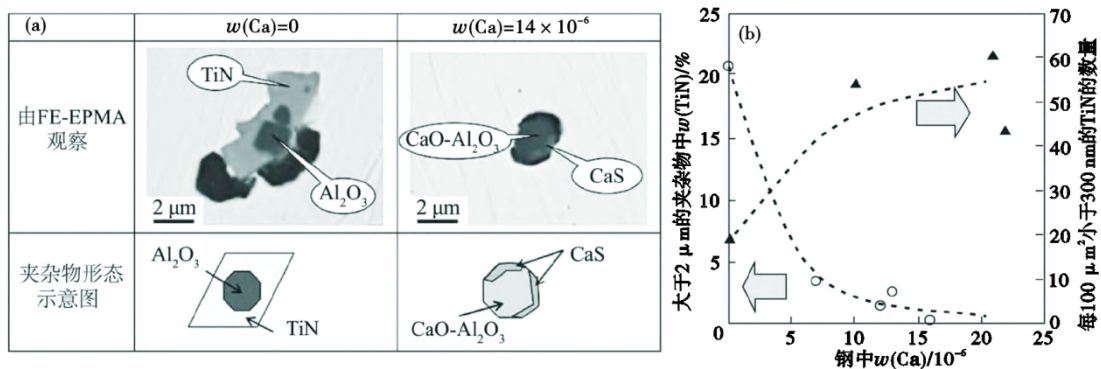 (a)
w(Ca)=0
w(Ca)=14×10⁻⁶
由FE-EPMA
观察
TiN
Al₂O₃
2 μm
CaO-Al₂O₃
CaS
2 μm
夹杂物形态
示意图
Al₂O₃
TiN
CaS
CaO-Al₂O₃
(b)
大于2 μm的夹杂物中w(TiN)/%
25
20
15
10
5
0
5
10
15
20
25
钢中w(Ca)/10⁻⁶
70
60
50
40
30
20
10
0
每100 μm²小于300 nm的TiN的数量